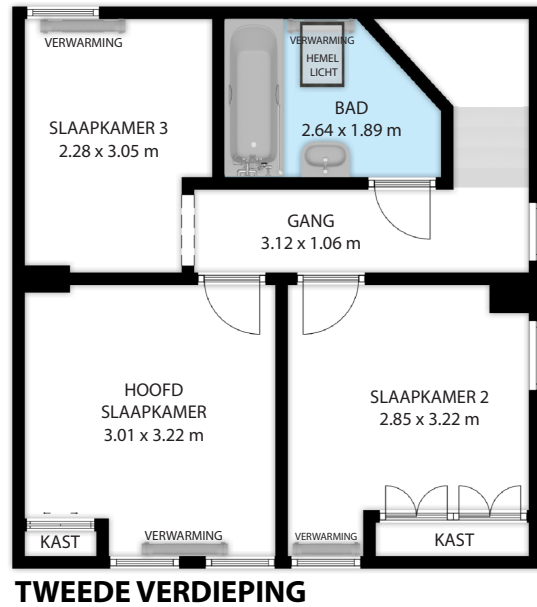 VERWARMING
VERWARMING
HEMEL
LICHT
BAD
2.64 x 1.89 m
SLAAPKAMER 3
2.28 x 3.05 m
GANG
3.12 x 1.06 m
HOOFD
SLAAPKAMER
3.01 x 3.22 m
SLAAPKAMER 2
2.85 x 3.22 m
KAST
VERWARMING
VERWARMING
KAST
TWEEDE VERDIEPING